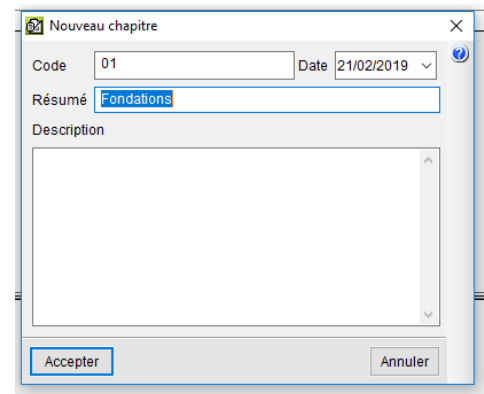 Nouveau chapitre
Code 01 Date 21/02/2019
Résumé Fondations
Description
Accepter Annuler